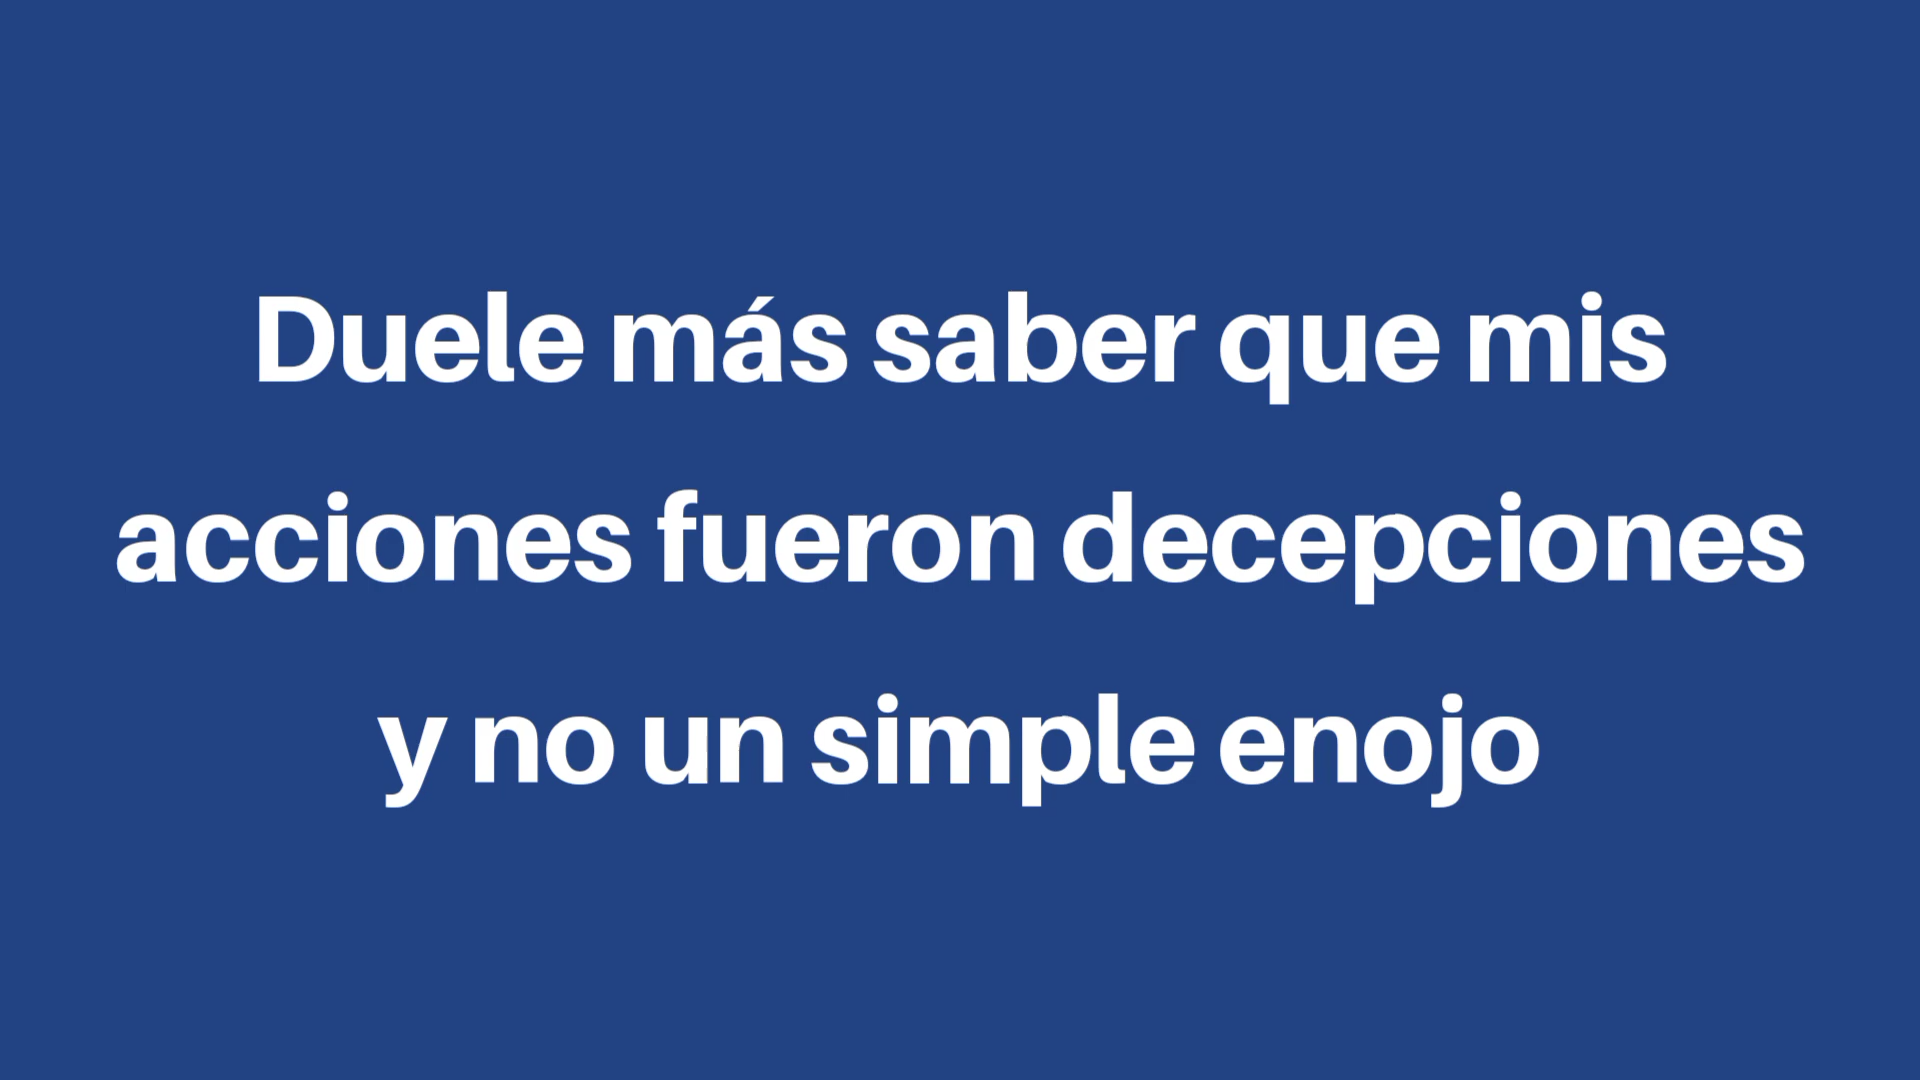 Duele más saber que mis
acciones fueron decepciones
y no un simple enojo